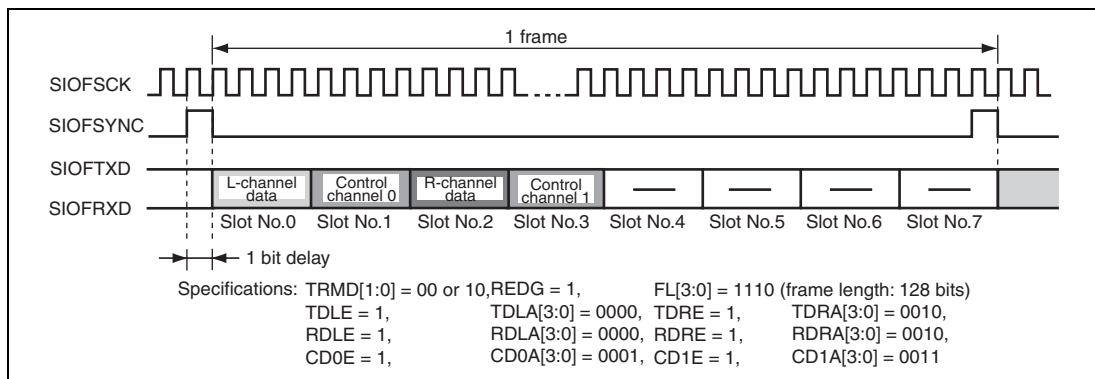 1 frame
SIOFSCK
SIOFSYNC
SIOFTXD
SIOFRXD
L-channel data
Control channel 0
R-channel data
Control channel 1
Slot No.0 Slot No.1 Slot No.2 Slot No.3 Slot No.4 Slot No.5 Slot No.6 Slot No.7
1 bit delay
Specifications: TRMD[1:0] = 00 or 10, REDG = 1, FL[3:0] = 1110 (frame length: 128 bits)
TDLE = 1, TDLA[3:0] = 0000, TDRE = 1, TDRA[3:0] = 0010,
RDLE = 1, RDLA[3:0] = 0000, RDRE = 1, RDRA[3:0] = 0010,
CD0E = 1, CD0A[3:0] = 0001, CD1E = 1, CD1A[3:0] = 0011